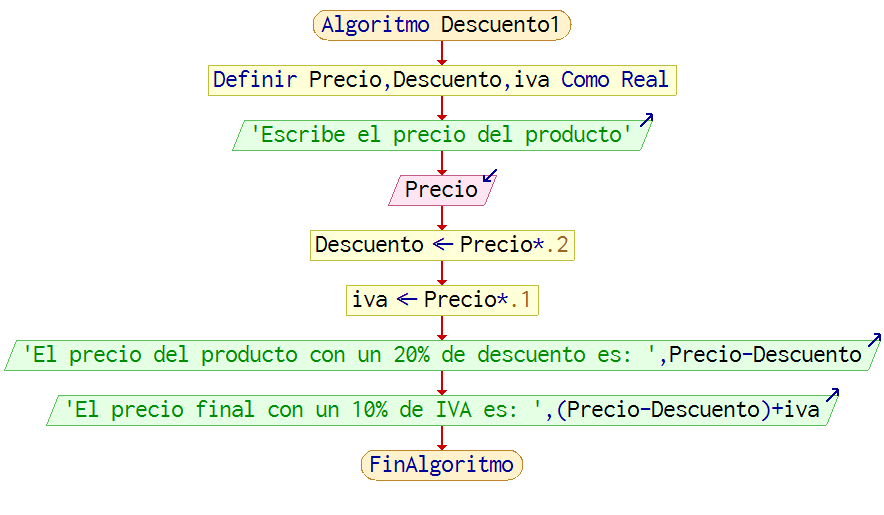 Algoritmo Descuento1
Definir Precio,Descuento,iva Como Real
'Escribe el precio del producto'
Precio
Descuento ← Precio*.2
iva ← Precio*.1
'El precio del producto con un 20% de descuento es: ',Precio-Descuento
'El precio final con un 10% de IVA es: ',(Precio-Descuento)+iva
FinAlgoritmo